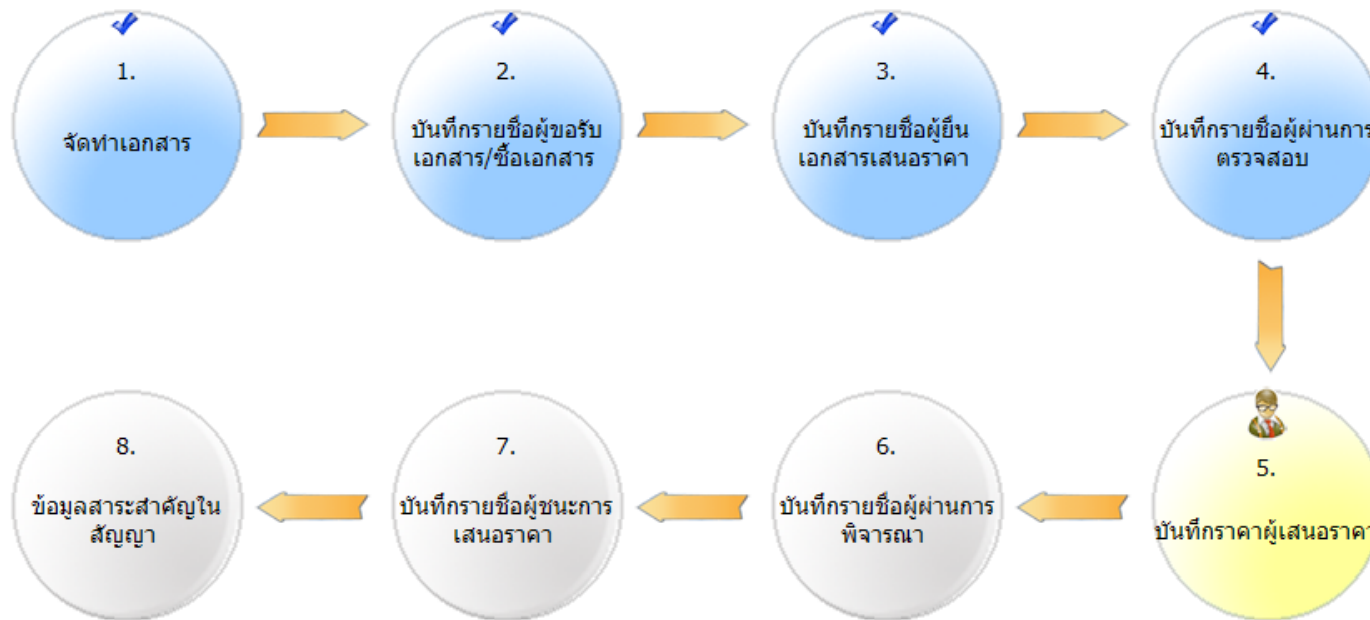 1.
จัดทำเอกสาร
2.
บันทึกรายชื่อผู้ขอรับ
เอกสาร/ซื้อเอกสาร
3.
บันทึกรายชื่อผู้ยื่น
เอกสารเสนอราคา
4.
บันทึกรายชื่อผู้ผ่านการ
ตรวจสอบ
5.
บันทึกราคาผู้เสนอราคา
6.
บันทึกรายชื่อผู้ผ่านการ
พิจารณา
7.
บันทึกรายชื่อผู้ชนะการ
เสนอราคา
8.
ข้อมูลสาระสำคัญใน
สัญญา